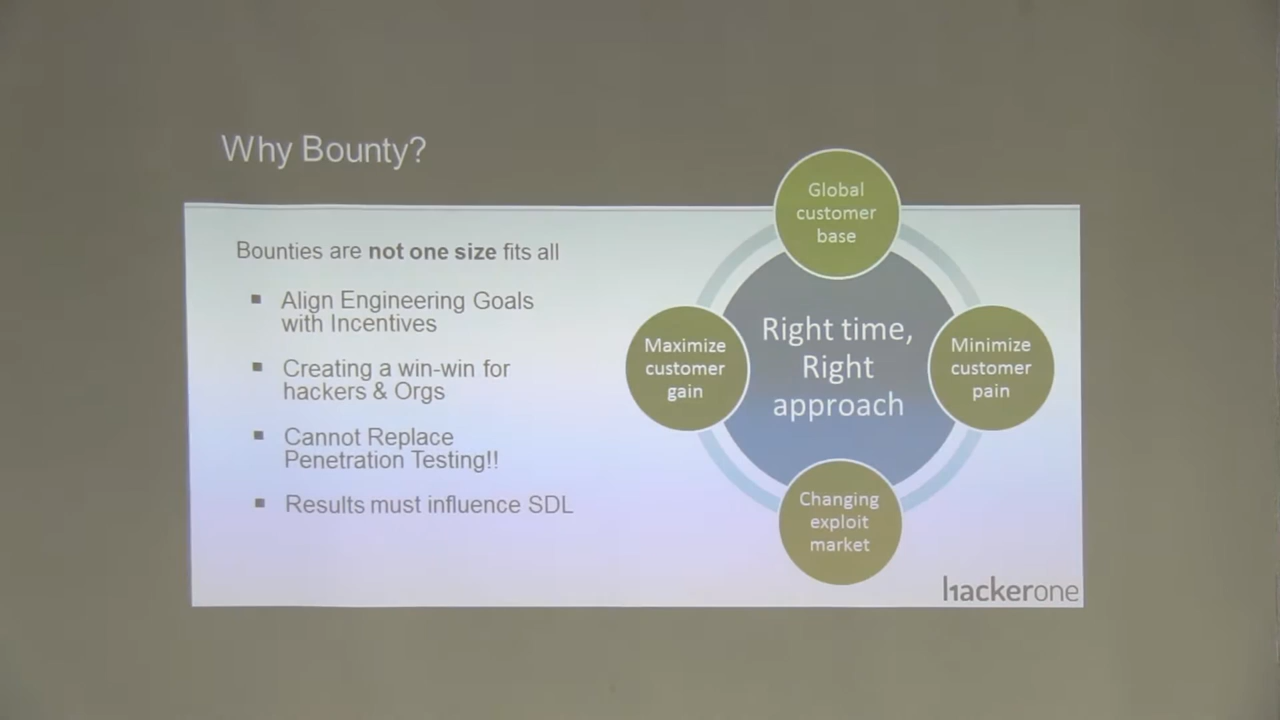 Why Bounty?
Bounties are not one size fits all
Align Engineering Goals
with Incentives
Creating a win-win for
hackers & Orgs
Cannot Replace
Penetration Testing!!
Results must influence SDL
Global
customer
base
Maximize
customer
gain
Right time,
Right
approach
Minimize
customer
pain
Changing
exploit
market
hackerone